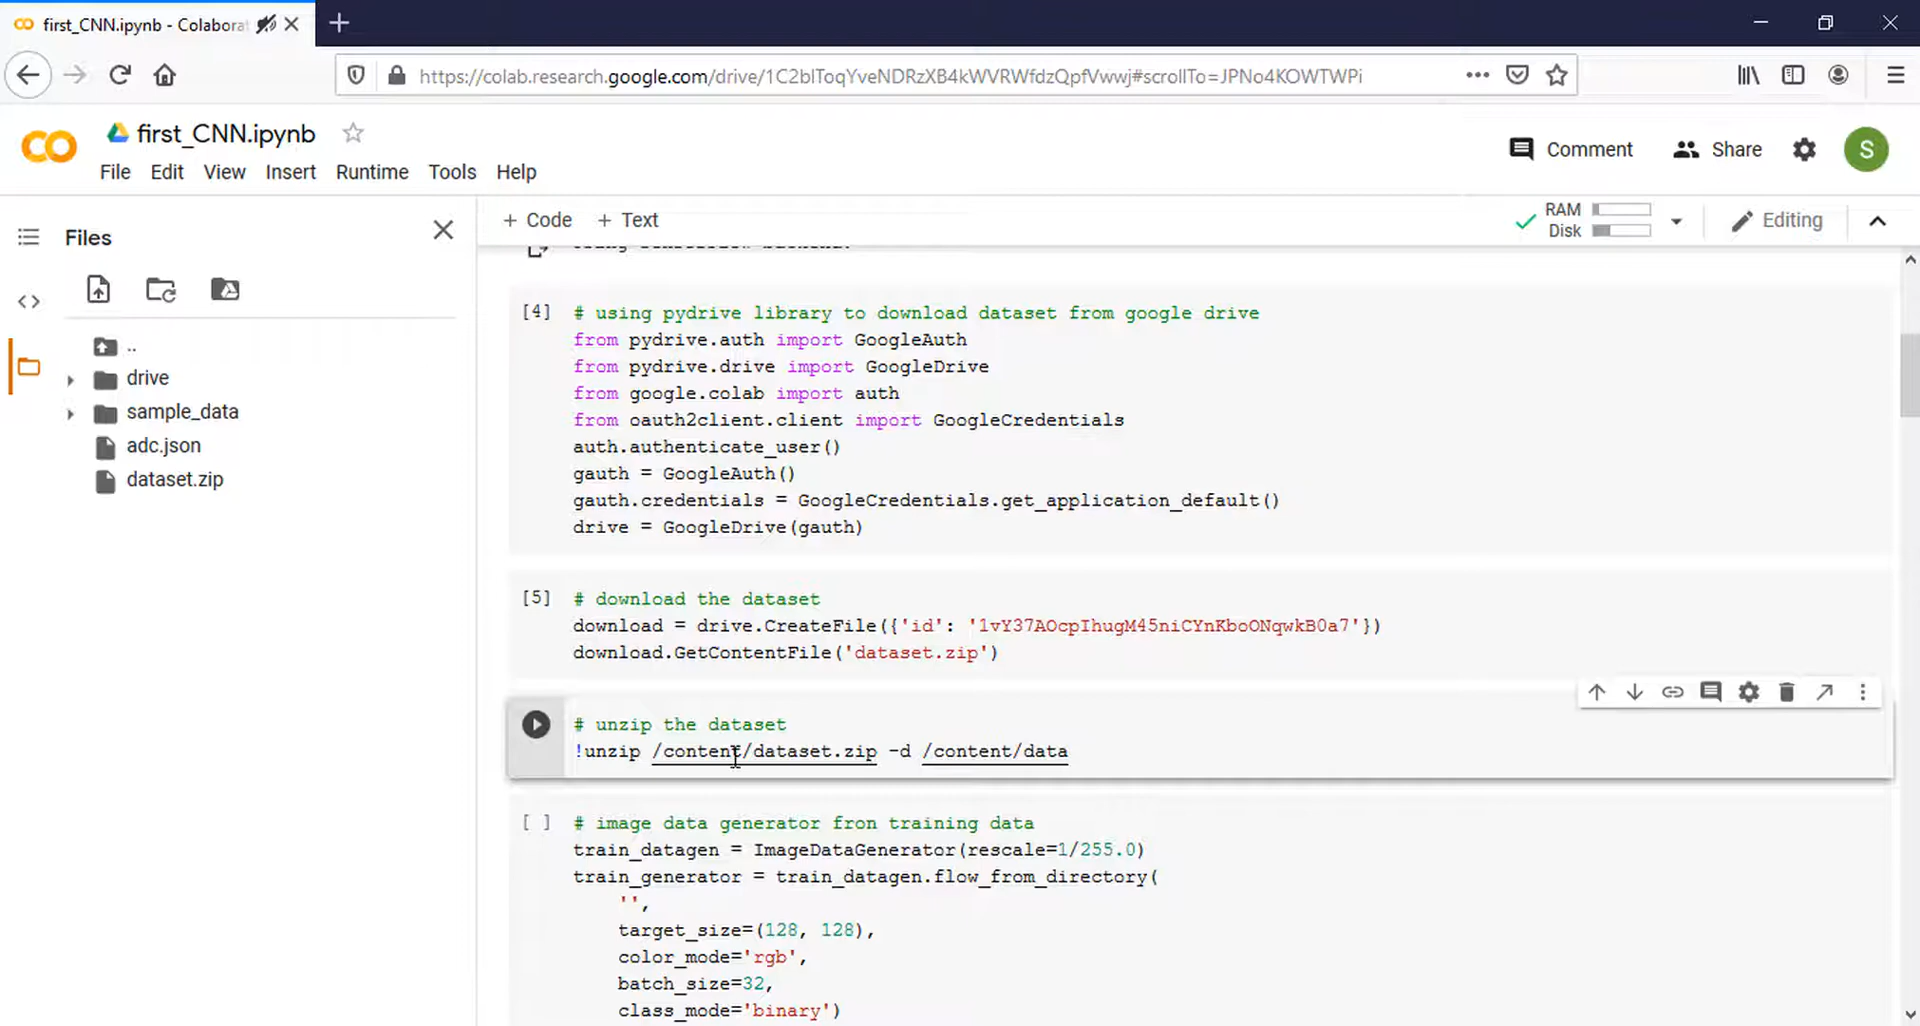 first_CNN.ipynb - Colaborat
https://colab.research.google.com/drive/1C2blToqYveNDRzXB4kWVRWfdzQpfVwwj#scrollTo=JPNo4KOWTWPi
first_CNN.ipynb
Comment
Share
S
File Edit View Insert Runtime Tools Help
Files
+ Code + Text
RAM
Disk
Editing
..
drive
sample_data
adc.json
dataset.zip
[4] # using pydrive library to download dataset from google drive
from pydrive.auth import GoogleAuth
from pydrive.drive import GoogleDrive
from google.colab import auth
from oauth2client.client import GoogleCredentials
auth.authenticate_user()
gauth = GoogleAuth()
gauth.credentials = GoogleCredentials.get_application_default()
drive = GoogleDrive(gauth)
[5] # download the dataset
download = drive.CreateFile({'id': '1vY37AOcpIhugM45niCYnKboONqwkB0a7'})
download.GetContentFile('dataset.zip')
# unzip the dataset
!unzip /content/dataset.zip -d /content/data
[ ] # image data generator fron training data
train_datagen = ImageDataGenerator(rescale=1/255.0)
train_generator = train_datagen.flow_from_directory(
'',
target_size=(128, 128),
color_mode='rgb',
batch_size=32,
class_mode='binary')